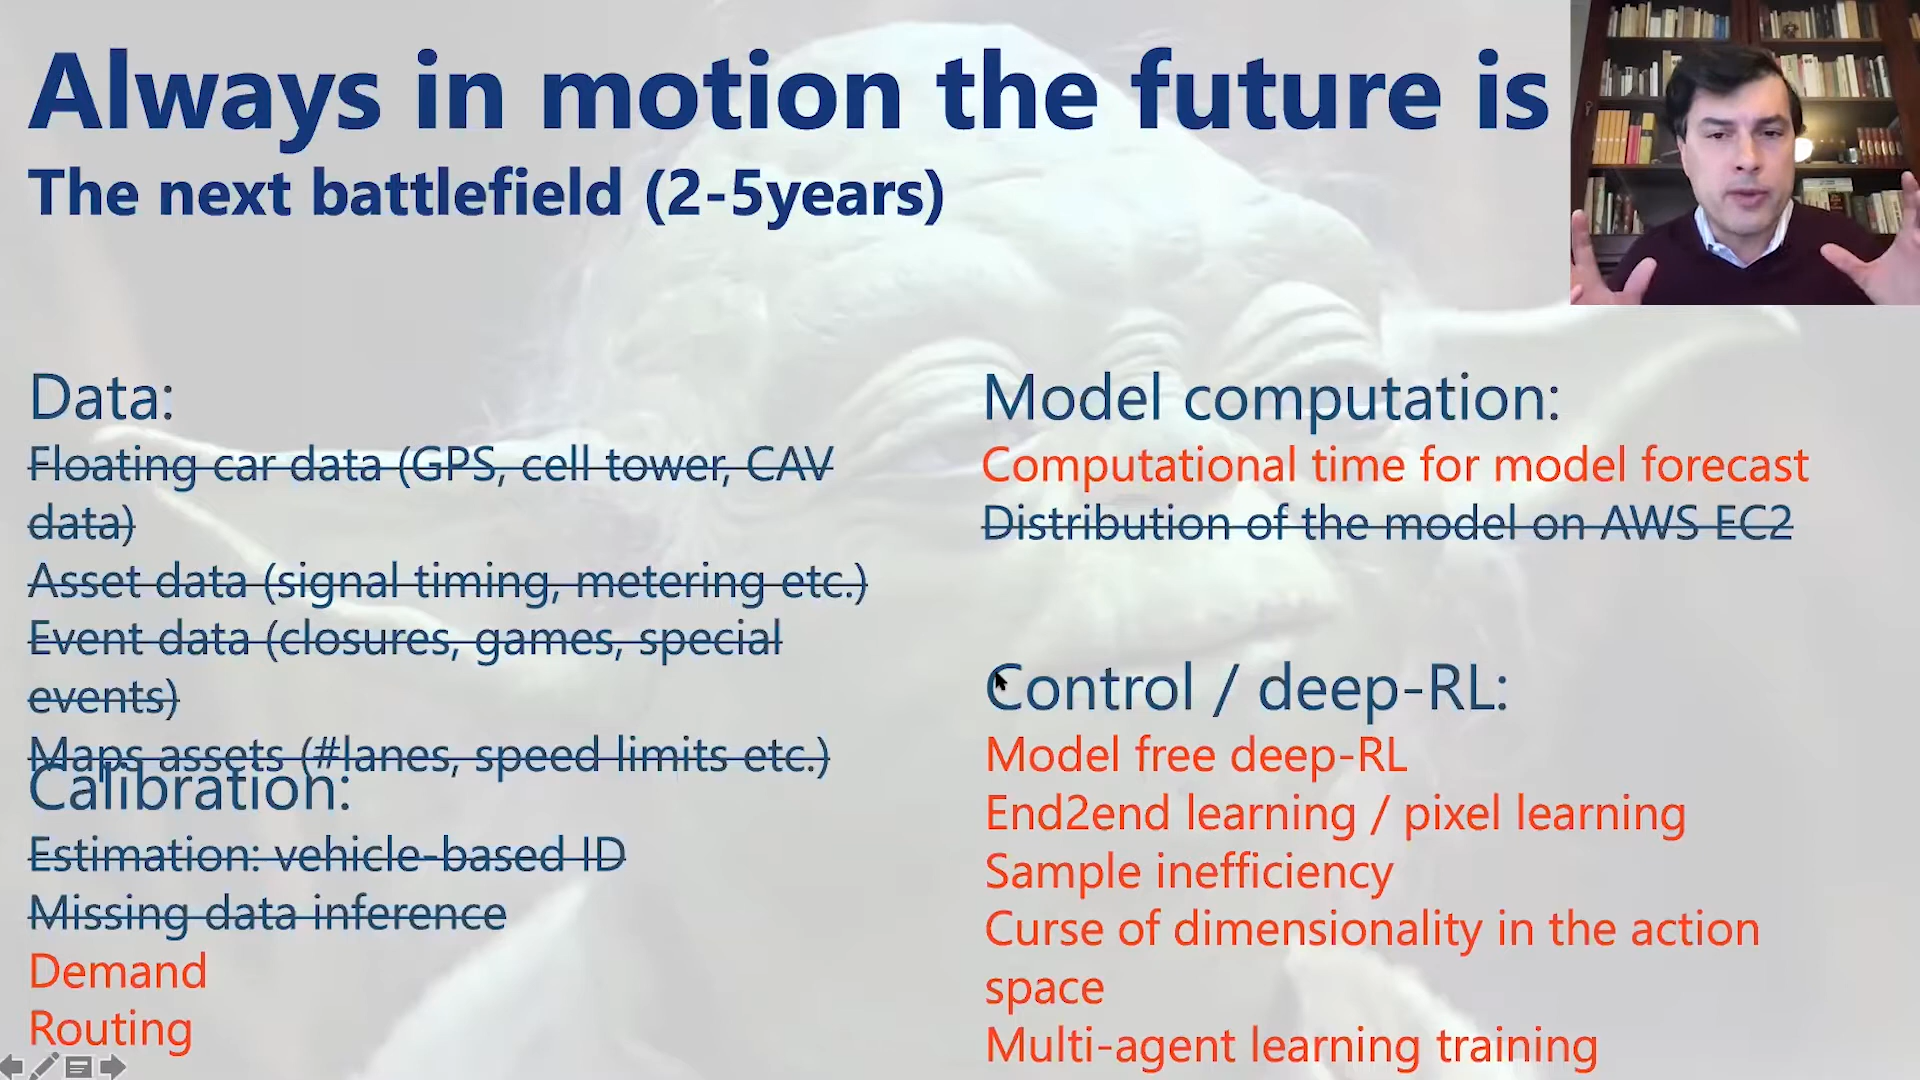 Always in motion the future is
The next battlefield (2-5years)
Data:
Floating car data (GPS, cell tower, CAV
data)
Asset data (signal timing, metering etc.)
Event data (closures, games, special
events)
Maps assets (#lanes, speed limits etc.)
Calibration:
Estimation: vehicle-based ID
Missing data inference
Demand
Routing
Model computation:
Computational time for model forecast
Distribution of the model on AWS EC2
Control / deep-RL:
Model free deep-RL
End2end learning / pixel learning
Sample inefficiency
Curse of dimensionality in the action
space
Multi-agent learning training